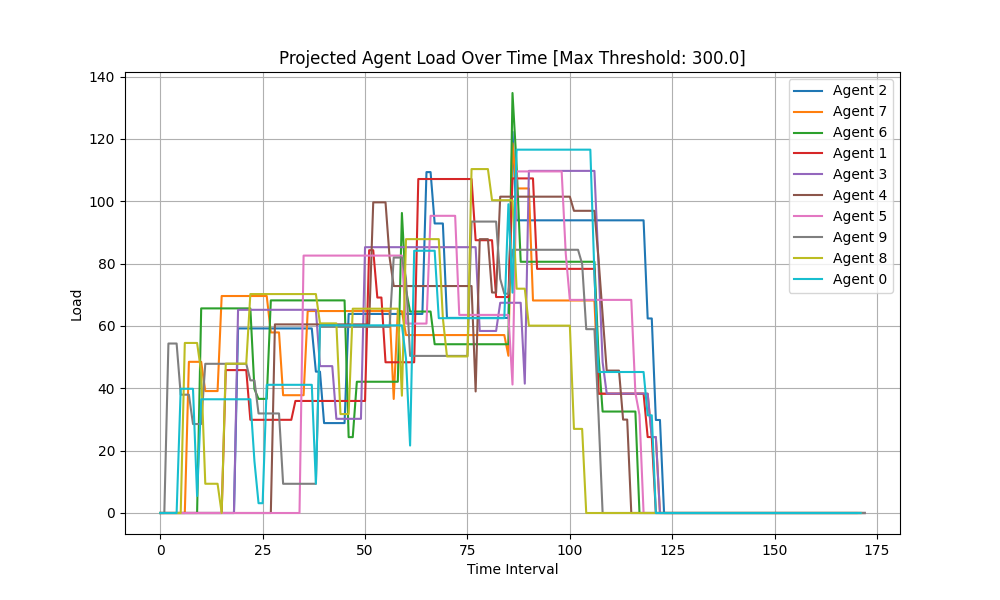 Projected Agent Load Over Time [Max Threshold: 300.0]
140
120
100
80
60
40
20
0
Load
0
25
50
75
100
125
150
175
Time Interval
Agent 2
Agent 7
Agent 6
Agent 1
Agent 3
Agent 4
Agent 5
Agent 9
Agent 8
Agent 0